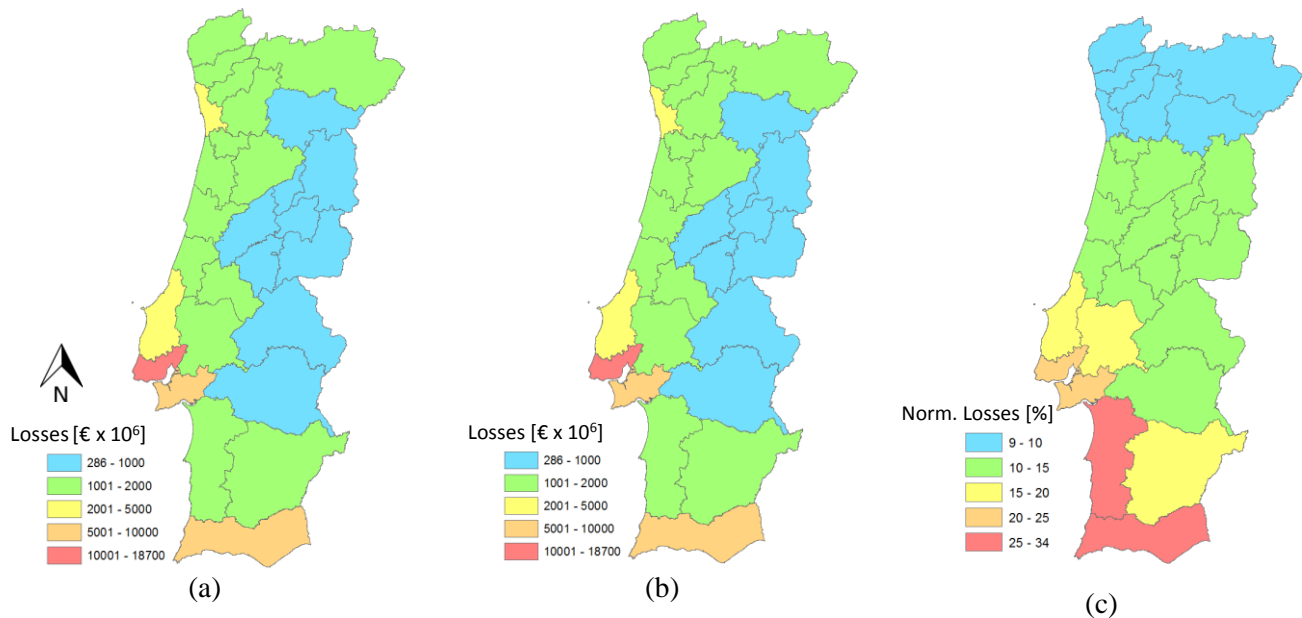 N
Losses [€ x 10⁶]
286 - 1000
1001 - 2000
2001 - 5000
5001 - 10000
10001 - 18700
(a)
Losses [€ x 10⁶]
286 - 1000
1001 - 2000
2001 - 5000
5001 - 10000
10001 - 18700
(b)
Norm. Losses [%]
9 - 10
10 - 15
15 - 20
20 - 25
25 - 34
(c)